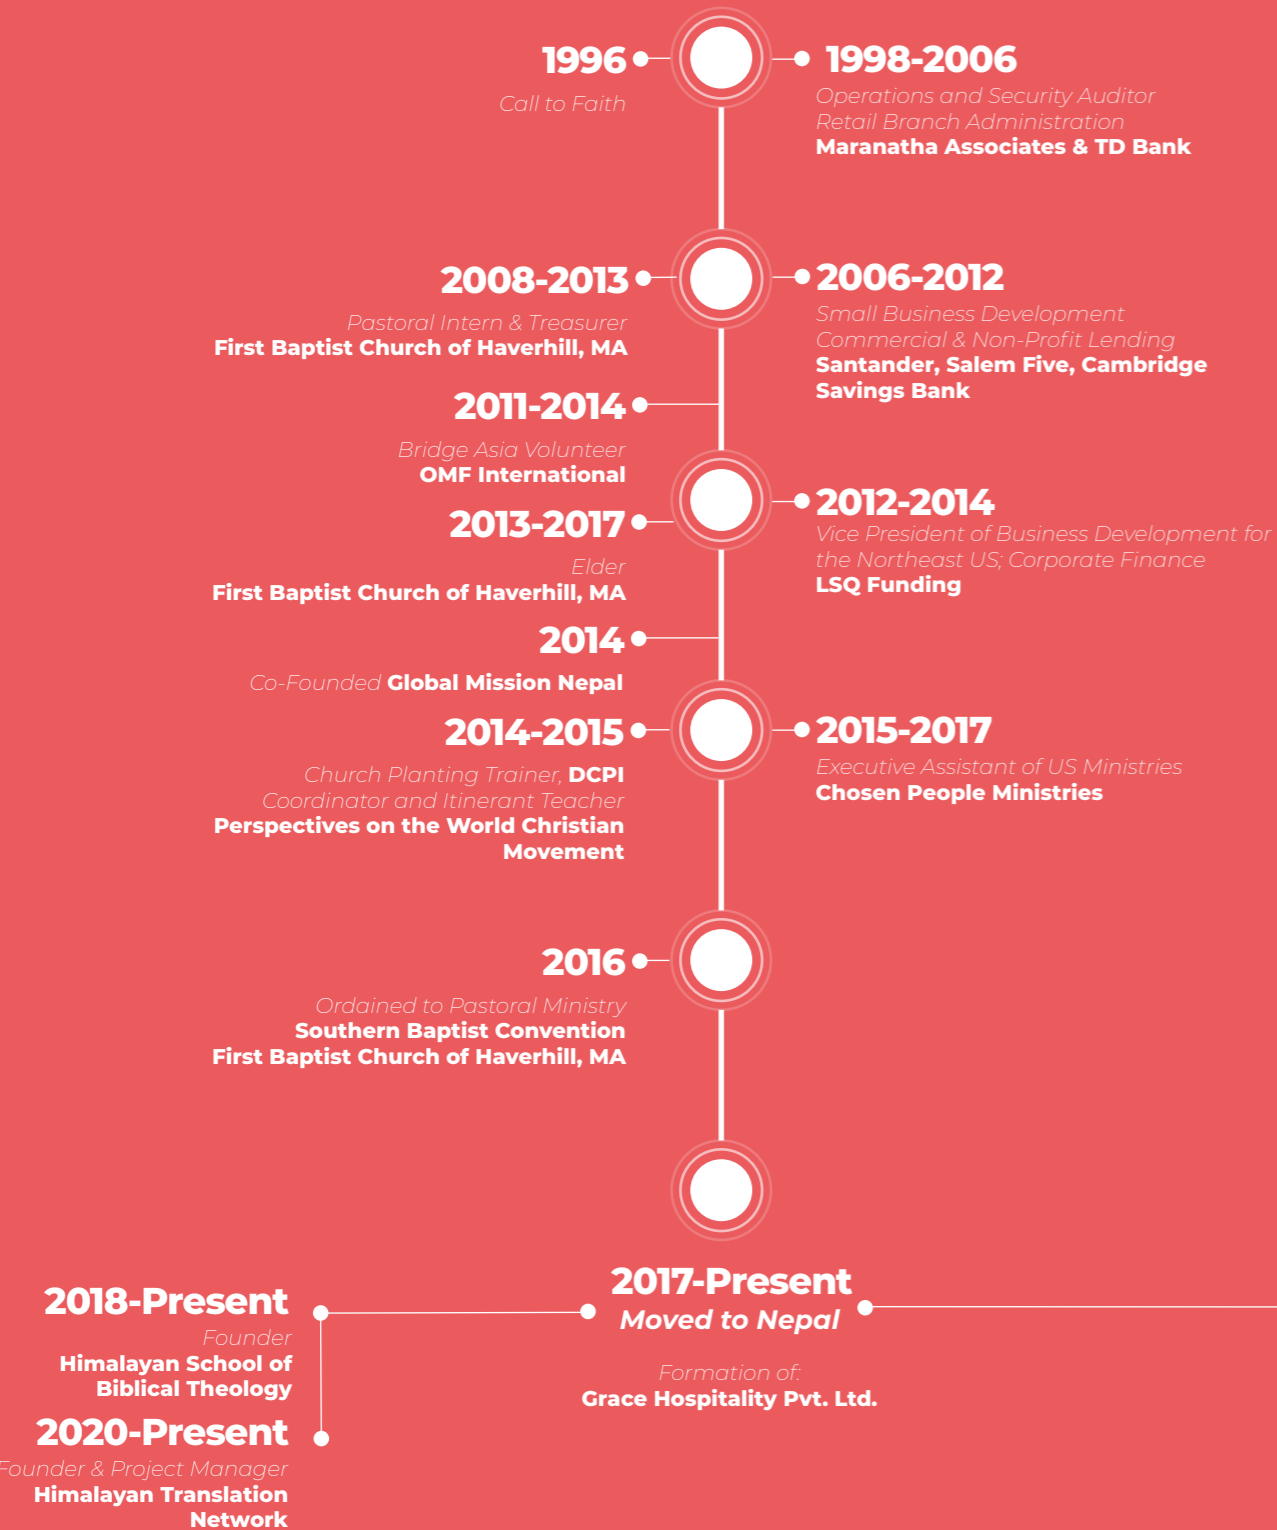 1996
Call to Faith
1998-2006
Operations and Security Auditor
Retail Branch Administration
Maranatha Associates & TD Bank
2008-2013
Pastoral Intern & Treasurer
First Baptist Church of Haverhill, MA
2006-2012
Small Business Development
Commercial & Non-Profit Lending
Santander, Salem Five, Cambridge
Savings Bank
2011-2014
Bridge Asia Volunteer
OMF International
2013-2017
Elder
First Baptist Church of Haverhill, MA
2012-2014
Vice President of Business Development for
the Northeast US; Corporate Finance
LSQ Funding
2014
Co-Founded Global Mission Nepal
2014-2015
Church Planting Trainer, DCPI
Coordinator and Itinerant Teacher
Perspectives on the World Christian
Movement
2015-2017
Executive Assistant of US Ministries
Chosen People Ministries
2016
Ordained to Pastoral Ministry
Southern Baptist Convention
First Baptist Church of Haverhill, MA
2017-Present
Moved to Nepal
Formation of:
Grace Hospitality Pvt. Ltd.
2018-Present
Founder
Himalayan School of
Biblical Theology
2020-Present
Founder & Project Manager
Himalayan Translation
Network